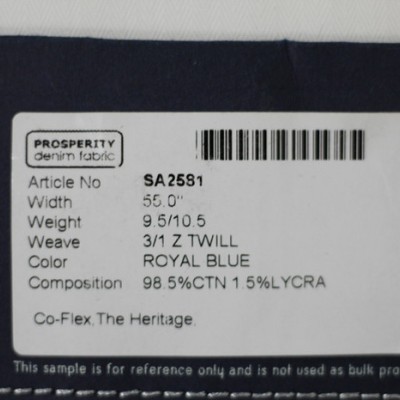 PROSPERITY
denim fabric
Article No SA2581
Width 55.0"
Weight 9.5/10.5
Weave 3/1 Z TWILL
Color ROYAL BLUE
Composition 98.5%CTN 1.5%LYCRA
Co-Flex,The Heritage.
This sample is for reference only and is not used as bulk pro